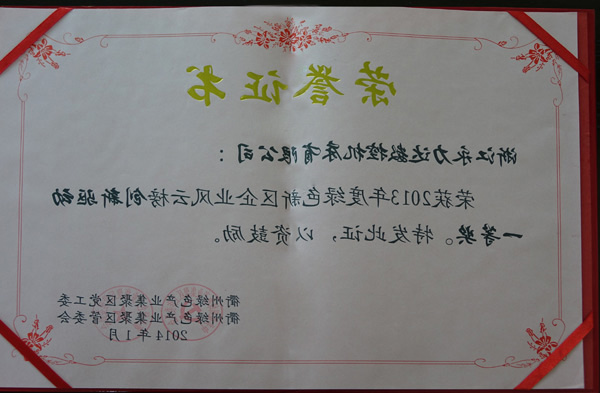 荣誉证书
浙江永力达数控机床有限公司：
荣获2013年度绿色新区企业风云榜创新驱动
一等奖。特发此证，以资鼓励。
衢州绿色产业集聚区党工委
衢州绿色产业集聚区管委会
2014年1月